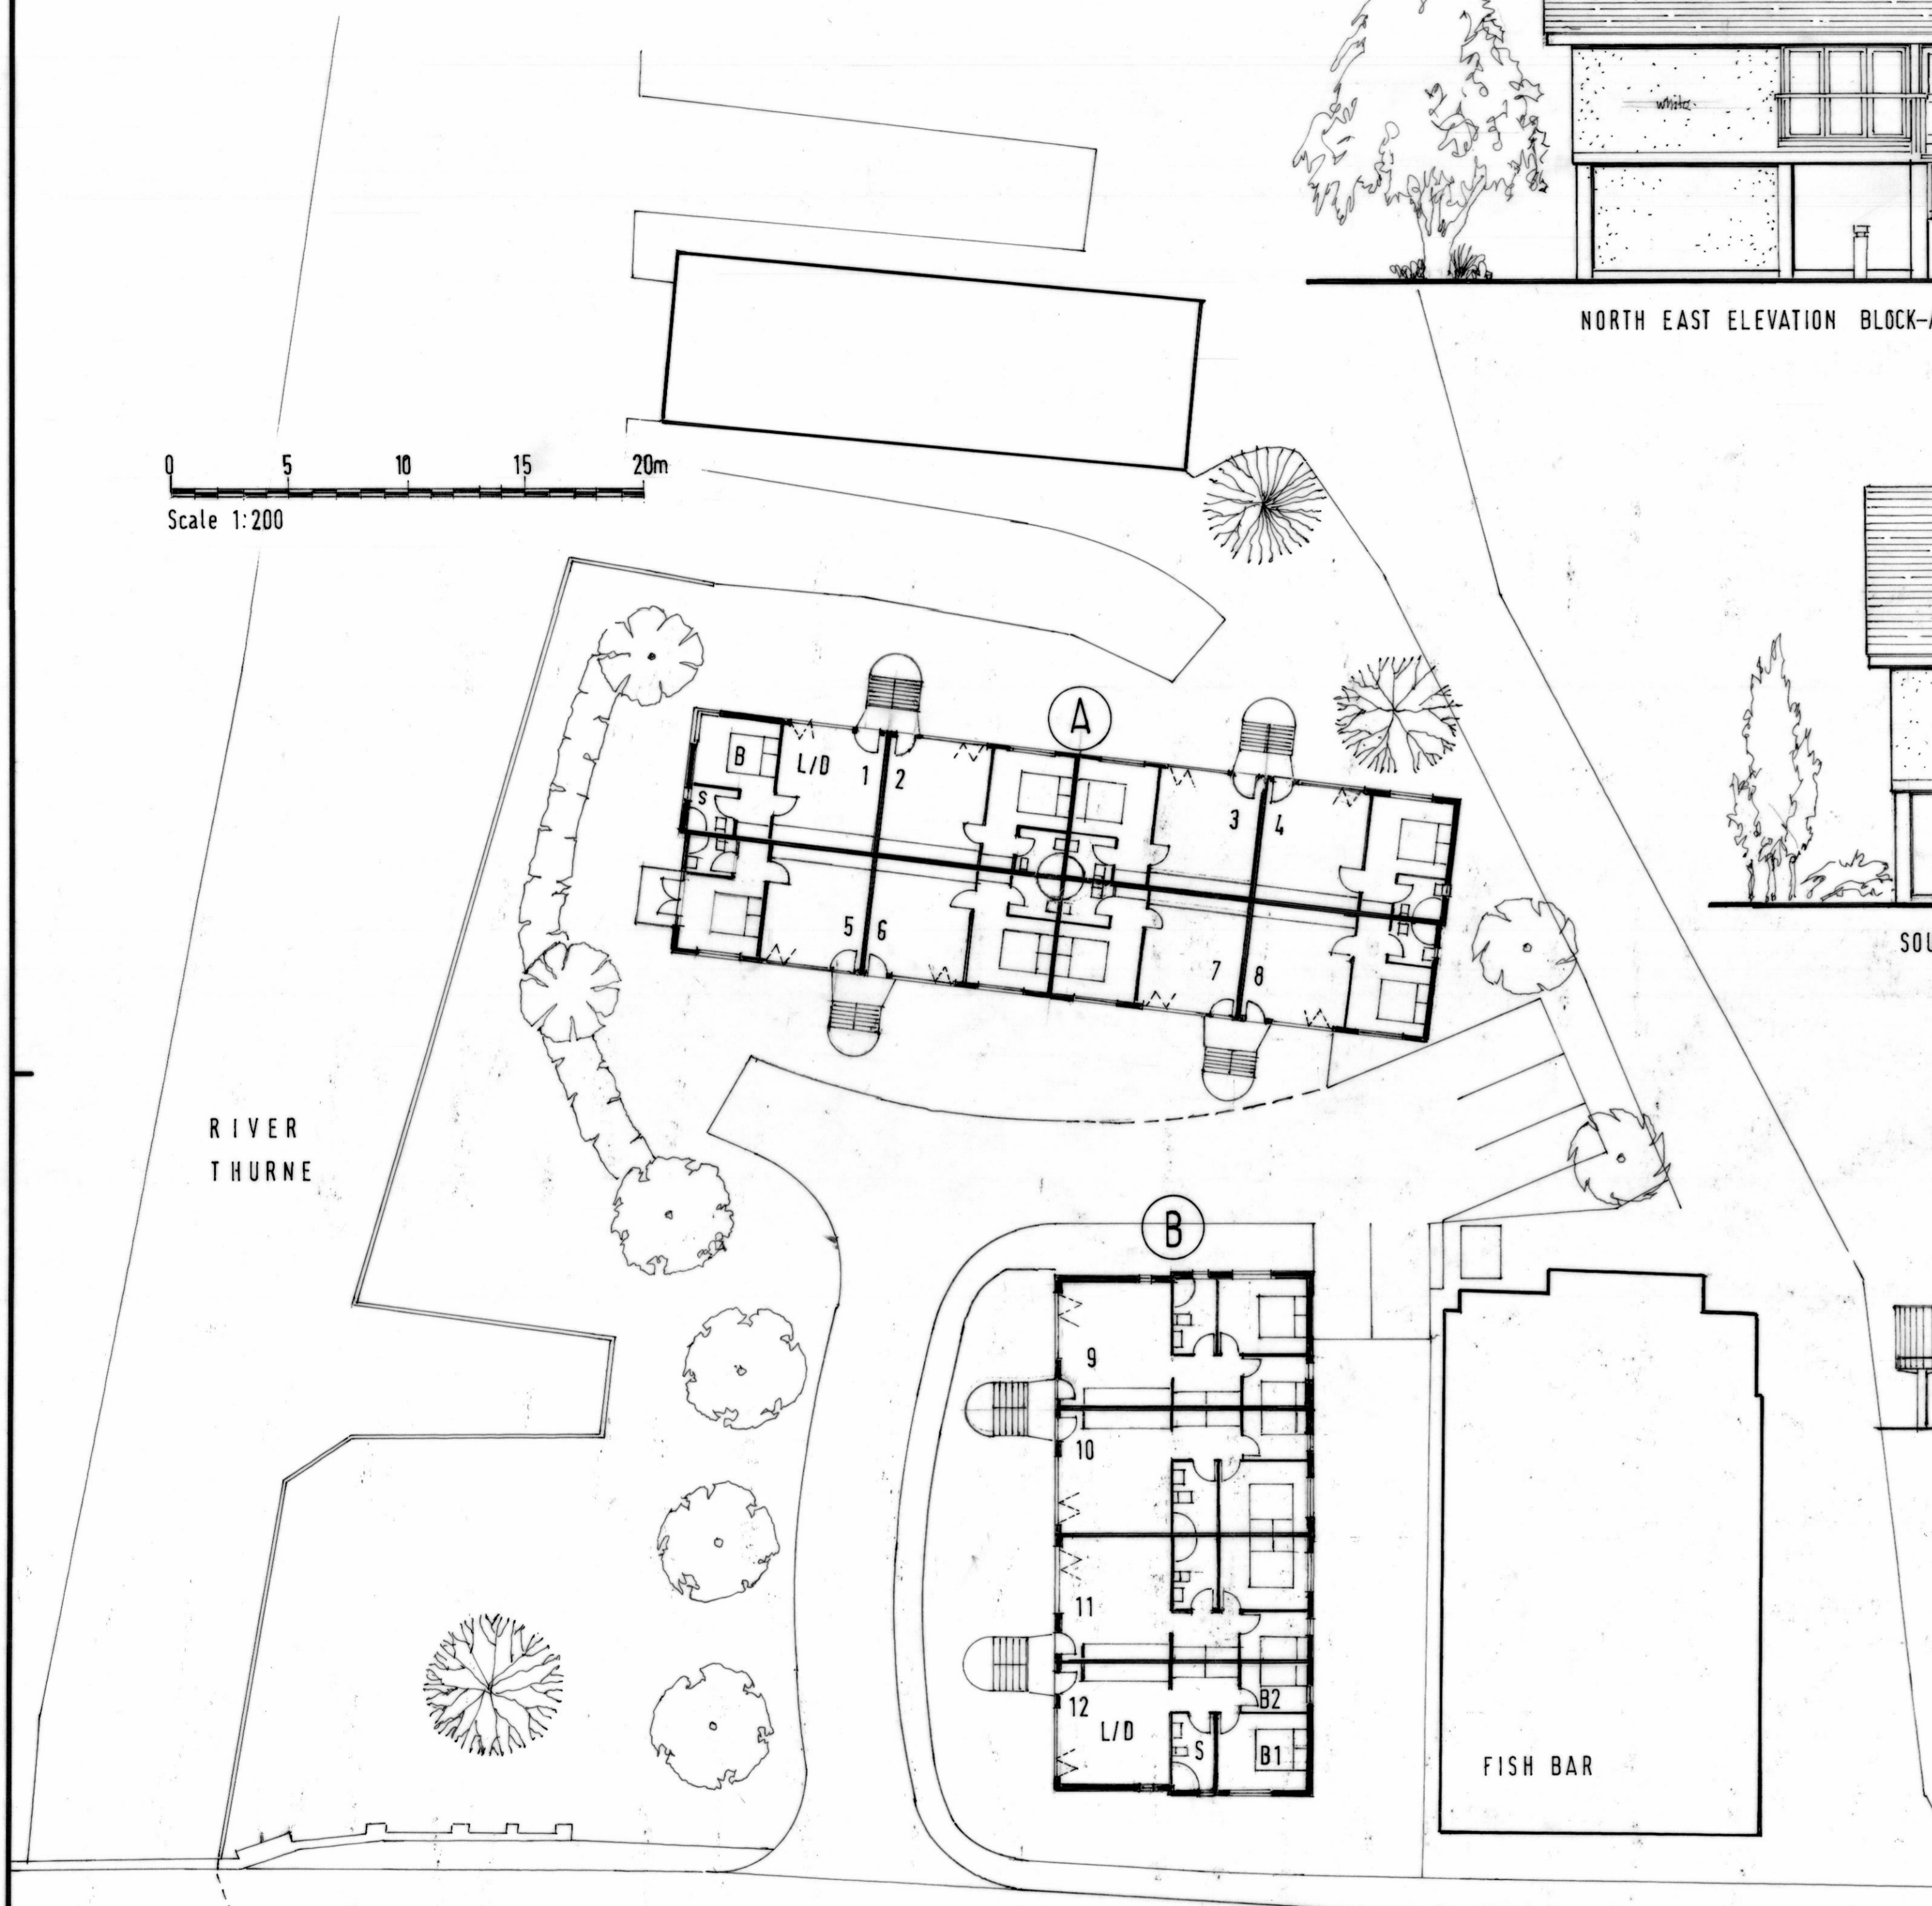 white
NORTH EAST ELEVATION BLOCK-
0 5 10 15 20m
Scale 1:200
A
B L/D 1 2
S
3 4
5 6
7 8
SOU
RIVER
THURNE
B
9
10
11
12
L/D
S
B2
B1
FISH BAR